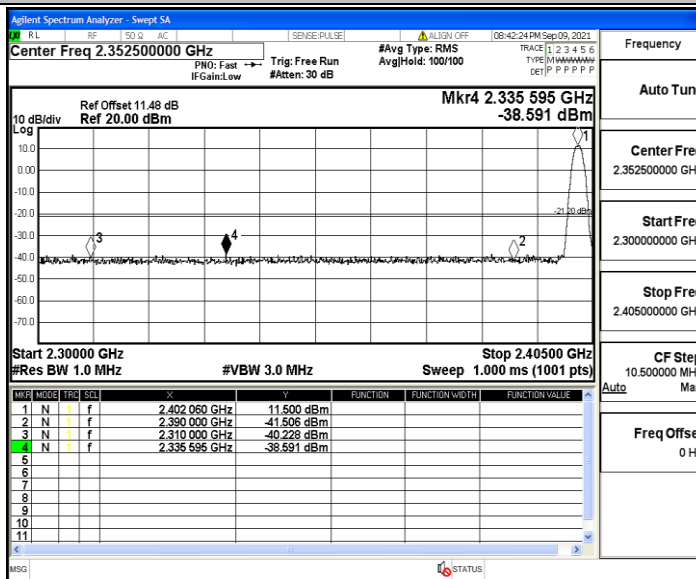 Agilent Spectrum Analyzer - Swept SA
LXI RL RF 50 Ω AC SENSE:PULSE ALIGN OFF 08:42:24 PM Sep 09, 2021
Center Freq 2.352500000 GHz
PNO: Fast
IFGain:Low
Trig: Free Run
#Atten: 30 dB
#Avg Type: RMS
Avg|Hold: 100/100
TRACE 1 2 3 4 5 6
TYPE M W W W W W
DET P P P P P P
Ref Offset 11.48 dB
10 dB/div Ref 20.00 dBm
Log
Mkr4 2.335 595 GHz
-38.591 dBm
10.0
0.00
-10.0
-20.0
-30.0
-40.0
-50.0
-60.0
-70.0
1
-21.20 dBm
3
4
2
Start 2.30000 GHz Stop 2.40500 GHz
#Res BW 1.0 MHz #VBW 3.0 MHz Sweep 1.000 ms (1001 pts)
MKR MODE TRC SCL X Y FUNCTION FUNCTION WIDTH FUNCTION VALUE
1 N 1 f 2.402 060 GHz 11.500 dBm
2 N 1 f 2.390 000 GHz -41.506 dBm
3 N 1 f 2.310 000 GHz -40.228 dBm
4 N 1 f 2.335 595 GHz -38.591 dBm
5
6
7
8
9
10
11
MSG STATUS
Frequency
Auto Tun
Center Fre
2.352500000 GH
Start Fre
2.300000000 GH
Stop Fre
2.405000000 GH
CF Ste
10.500000 MH
Auto Ma
Freq Offse
0 H